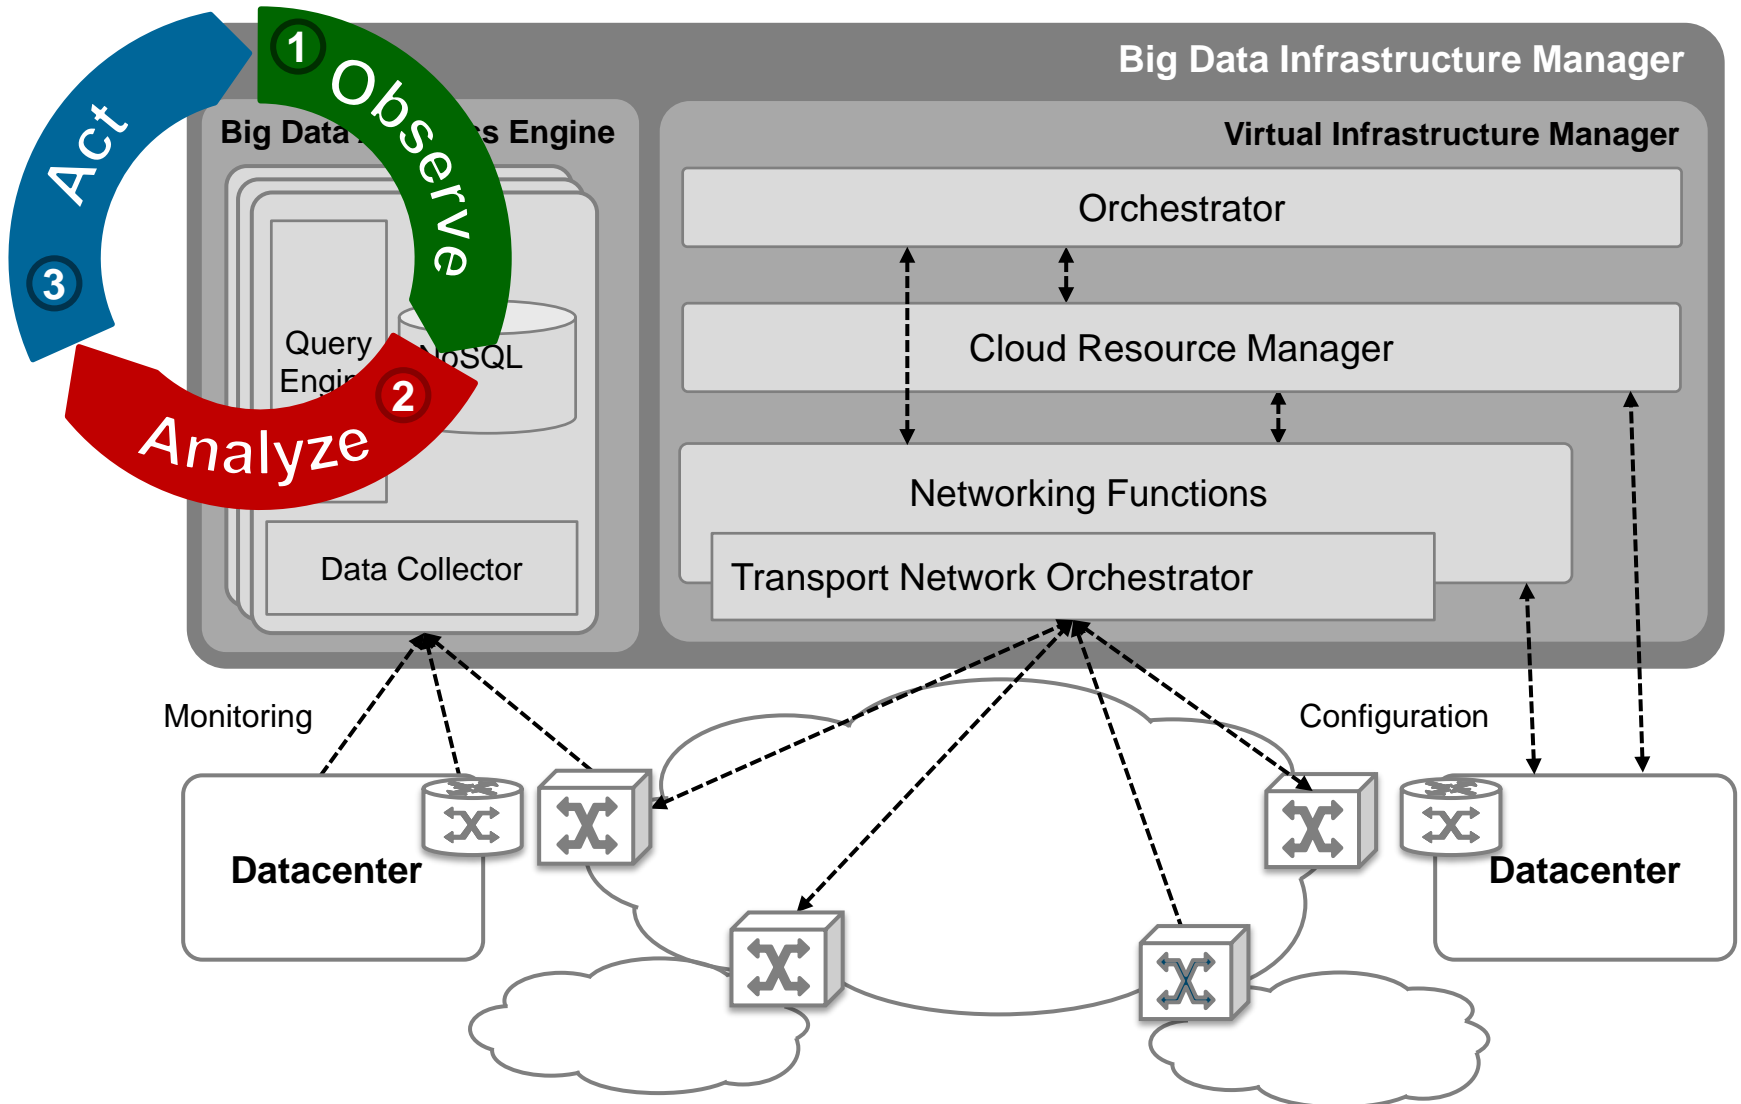 1
Observe
Act
3
2
Analyze
Big Data Infrastructure Manager
Big Data
s Engine
Virtual Infrastructure Manager
Orchestrator
Query
NoSQL
Cloud Resource Manager
Networking Functions
Data Collector
Transport Network Orchestrator
Monitoring
Configuration
Datacenter
Datacenter